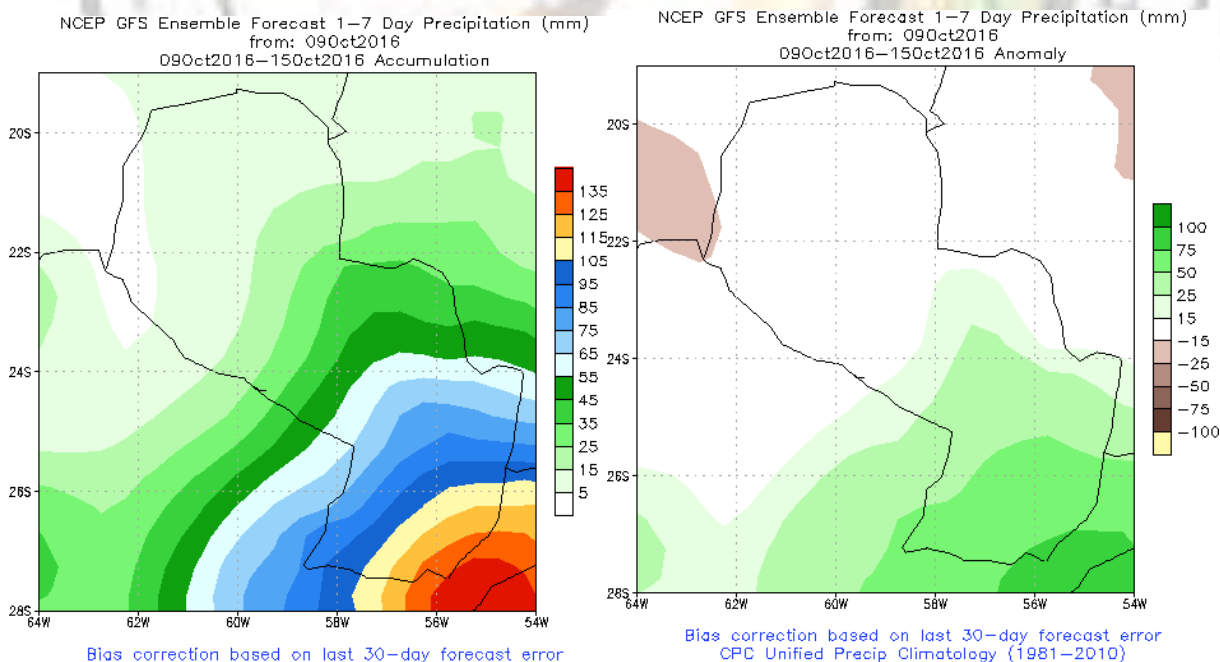 NCEP GFS Ensemble Forecast 1-7 Day Precipitation (mm)
from: 09Oct2016
09Oct2016-15Oct2016 Accumulation
20S
22S
24S
26S
28S
64W 62W 60W 58W 56W 54W
135
125
115
105
95
85
75
65
55
45
35
25
15
5
Bias correction based on last 30-day forecast error
NCEP GFS Ensemble Forecast 1-7 Day Precipitation (mm)
from: 09Oct2016
09Oct2016-15Oct2016 Anomaly
20S
22S
24S
26S
28S
64W 62W 60W 58W 56W 54W
100
75
50
25
15
-15
-25
-50
-75
-100
Bias correction based on last 30-day forecast error
CPC Unified Precip Climatology (1981-2010)